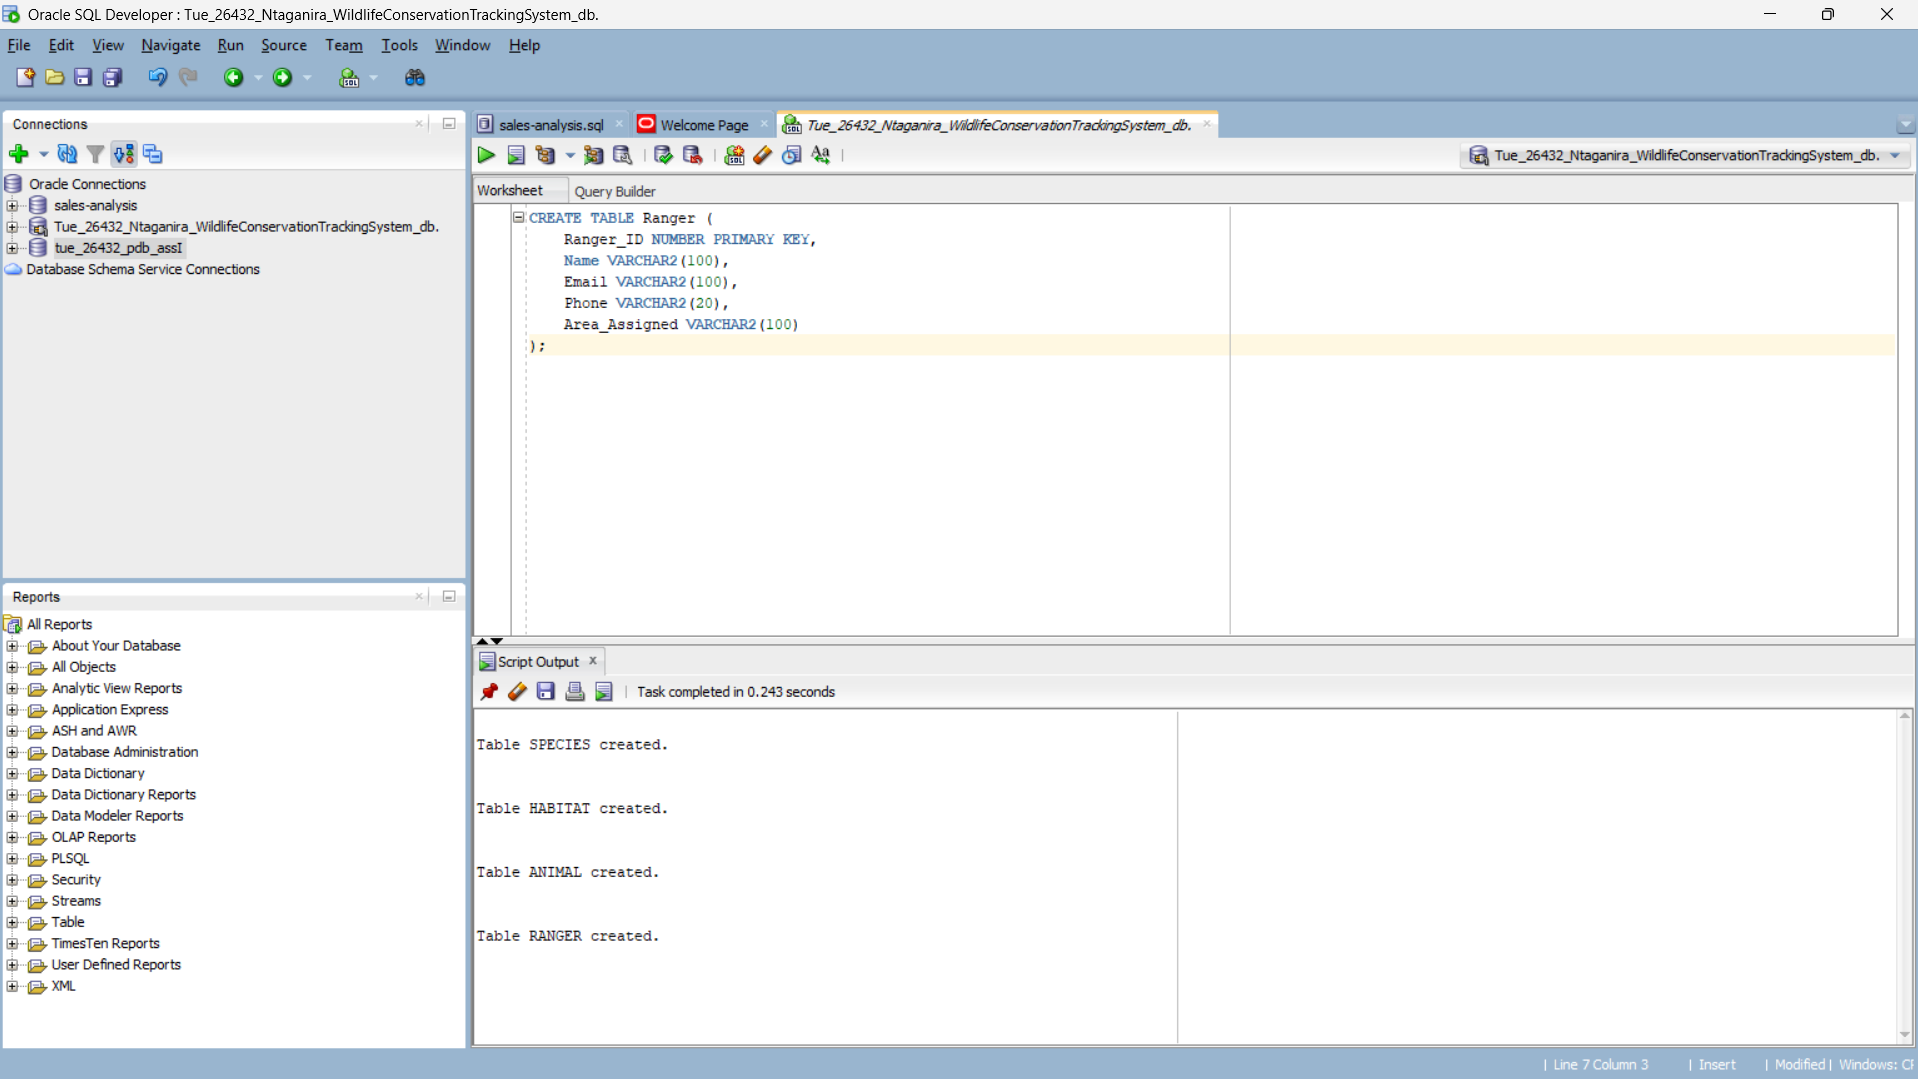 Oracle SQL Developer : Tue_26432_Ntaganira_WildlifeConservationTrackingSystem_db.
File Edit View Navigate Run Source Team Tools Window Help
Connections
Oracle Connections
sales-analysis
Tue_26432_Ntaganira_WildlifeConservationTrackingSystem_db.
tue_26432_pdb_assI
Database Schema Service Connections
Reports
All Reports
About Your Database
All Objects
Analytic View Reports
Application Express
ASH and AWR
Database Administration
Data Dictionary
Data Dictionary Reports
Data Modeler Reports
OLAP Reports
PLSQL
Security
Streams
Table
TimesTen Reports
User Defined Reports
XML
sales-analysis.sql Welcome Page Tue_26432_Ntaganira_WildlifeConservationTrackingSystem_db.
Tue_26432_Ntaganira_WildlifeConservationTrackingSystem_db.
Worksheet Query Builder
CREATE TABLE Ranger (
    Ranger_ID NUMBER PRIMARY KEY,
    Name VARCHAR2(100),
    Email VARCHAR2(100),
    Phone VARCHAR2(20),
    Area_Assigned VARCHAR2(100)
);
Script Output
Task completed in 0.243 seconds
Table SPECIES created.
Table HABITAT created.
Table ANIMAL created.
Table RANGER created.
| Line 7 Column 3 | Insert | Modified | Windows: